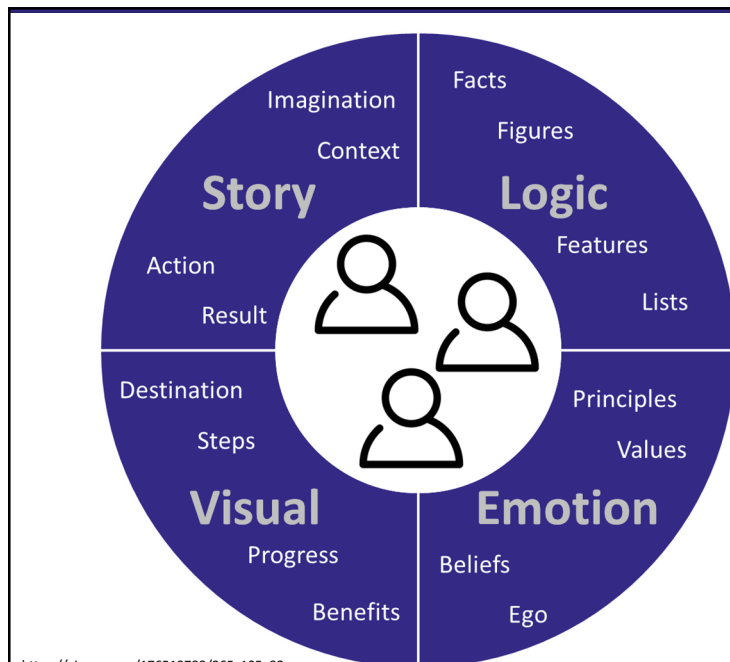 Imagination
Context
Story
Action
Result
Facts
Figures
Logic
Features
Lists
Destination
Steps
Visual
Progress
Benefits
Principles
Values
Emotion
Beliefs
Ego